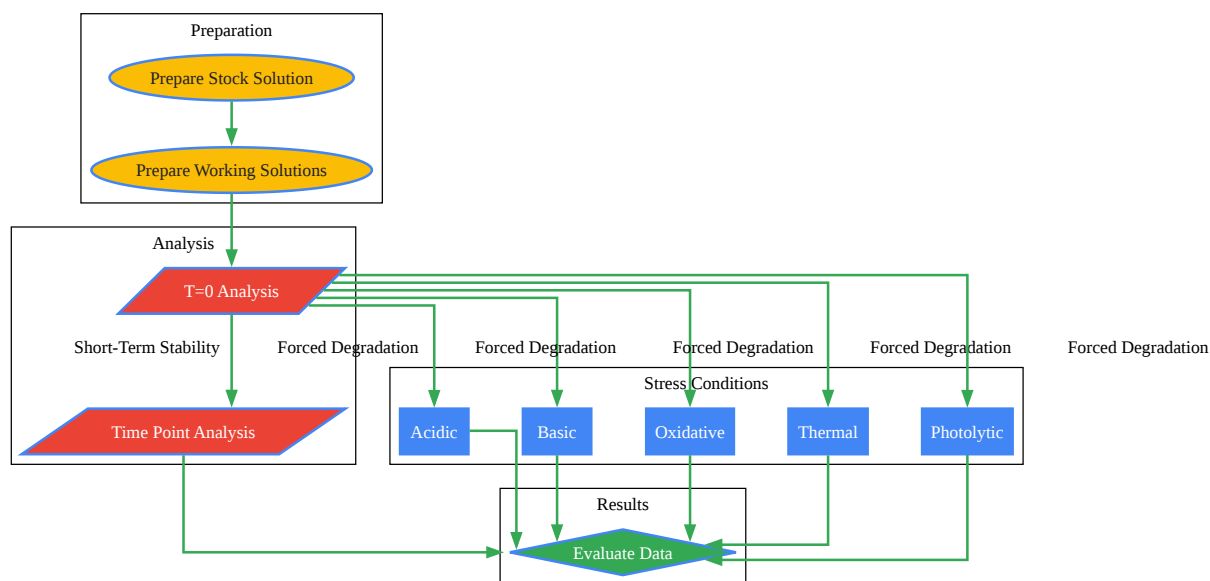 Preparation
Prepare Stock Solution
Prepare Working Solutions
Analysis
T=0 Analysis
Short-Term Stability
Forced Degradation
Forced Degradation
Forced Degradation
Forced Degradation
Forced Degradation
Stress Conditions
Time Point Analysis
Acidic
Basic
Oxidative
Thermal
Photolytic
Results
Evaluate Data